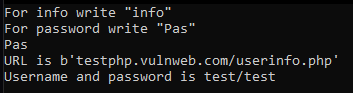 For info write "info"
For password write "Pas"
Pas
URL is b'testphp.vulnweb.com/userinfo.php'
Username and password is test/test